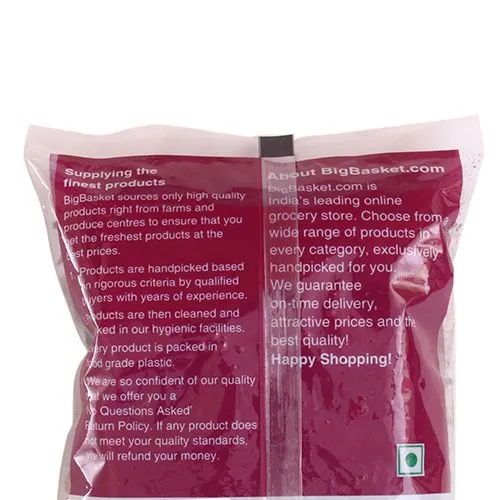 Supplying the
finest products
BigBasket sources only high quality
products right from farms and
produce centres to ensure that you
get the freshest products at the
best prices.
Products are handpicked based
on rigorous criteria by qualified
buyers with years of experience.
Products are then cleaned and
packed in our hygienic facilities.
Every product is packed in
food grade plastic.
We are so confident of our quality
that we offer you a
'No Questions Asked'
Return Policy. If any product does
not meet your quality standards,
we will refund your money.
About BigBasket.com
BigBasket.com is
India's leading online
grocery store. Choose from a
wide range of products in
every category, exclusively
handpicked for you.
We guarantee
on-time delivery,
attractive prices and the
best quality!
Happy Shopping!